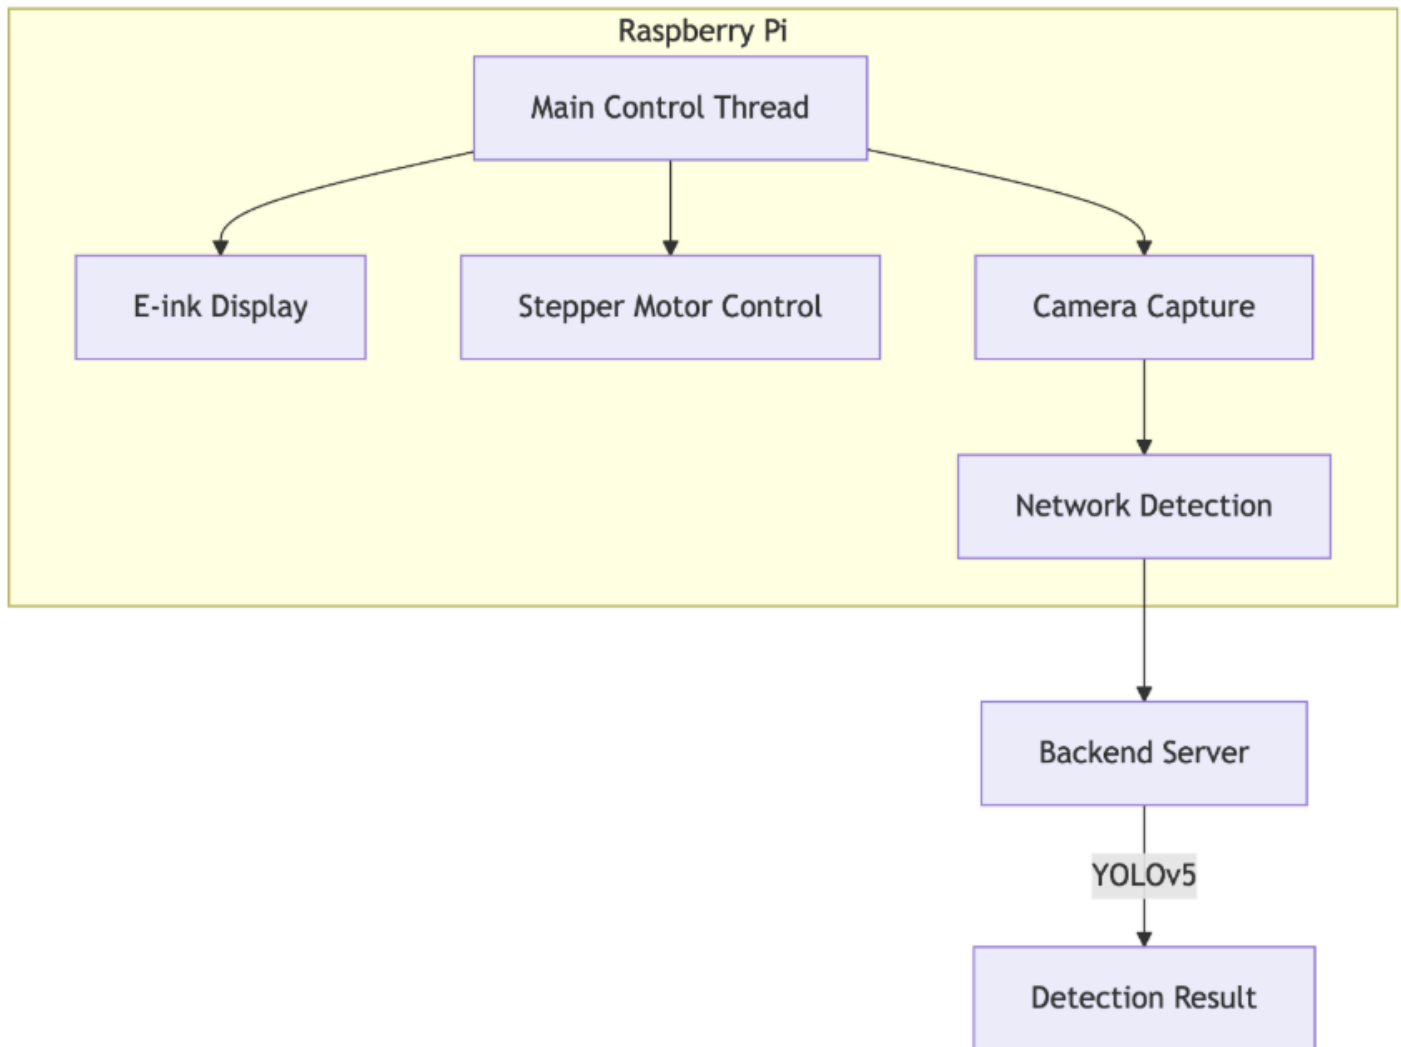 Raspberry Pi
Main Control Thread
E-ink Display
Stepper Motor Control
Camera Capture
Network Detection
Backend Server
YOLOv5
Detection Result